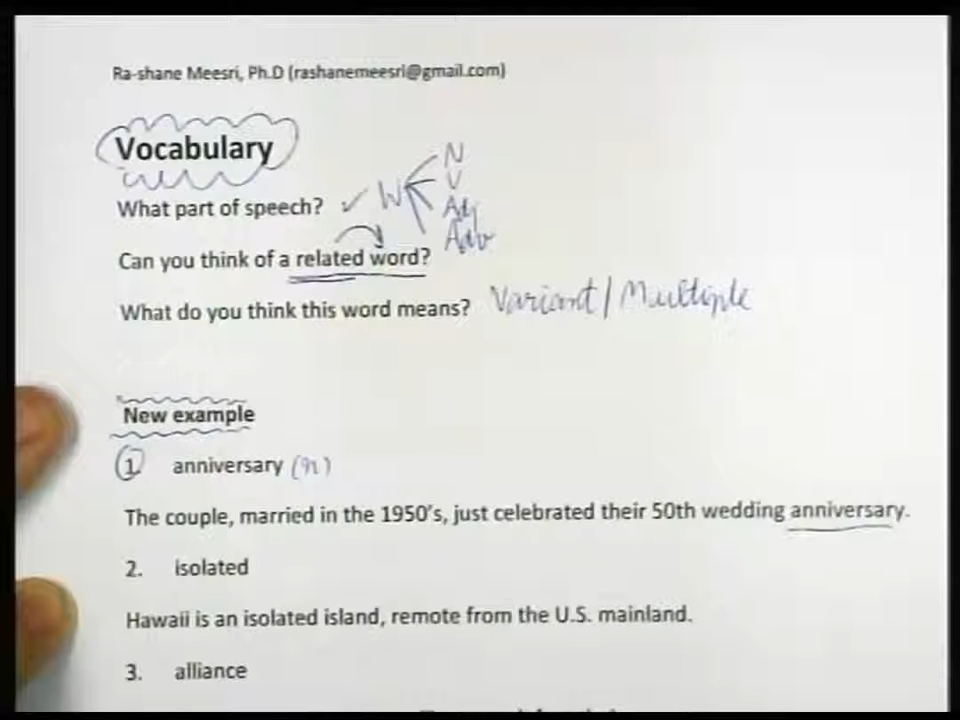 Ra-shane Meesri, Ph.D (rashanemeesri@gmail.com)
Vocabulary
What part of speech? ✓ W N
V
Adj
Adv
Can you think of a related word?
What do you think this word means? Variant/Multiple
New example
1 anniversary (n)
The couple, married in the 1950's, just celebrated their 50th wedding anniversary.
2. isolated
Hawaii is an isolated island, remote from the U.S. mainland.
3. alliance